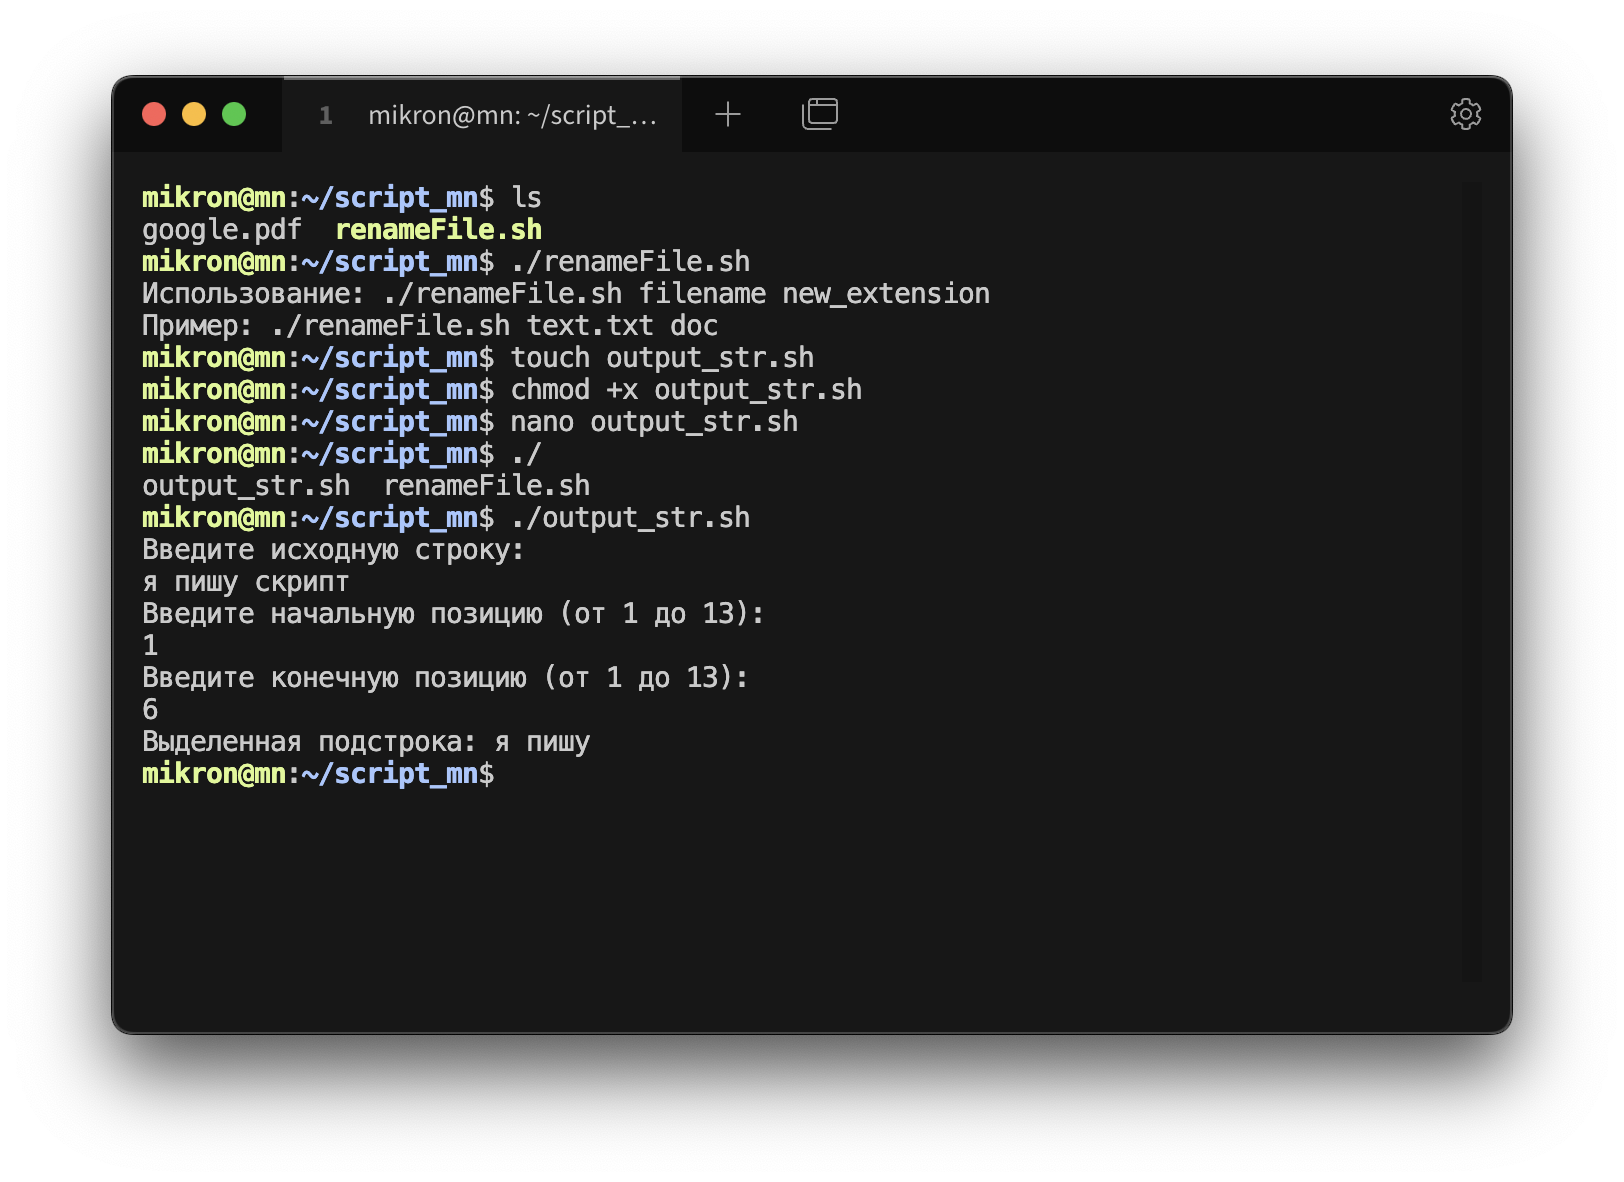 1 mikron@mn: ~/script_...
mikron@mn:~/script_mn$ ls
google.pdf  renameFile.sh
mikron@mn:~/script_mn$ ./renameFile.sh
Использование: ./renameFile.sh filename new_extension
Пример: ./renameFile.sh text.txt doc
mikron@mn:~/script_mn$ touch output_str.sh
mikron@mn:~/script_mn$ chmod +x output_str.sh
mikron@mn:~/script_mn$ nano output_str.sh
mikron@mn:~/script_mn$ ./
output_str.sh  renameFile.sh
mikron@mn:~/script_mn$ ./output_str.sh
Введите исходную строку:
я пишу скрипт
Введите начальную позицию (от 1 до 13):
1
Введите конечную позицию (от 1 до 13):
6
Выделенная подстрока: я пишу
mikron@mn:~/script_mn$